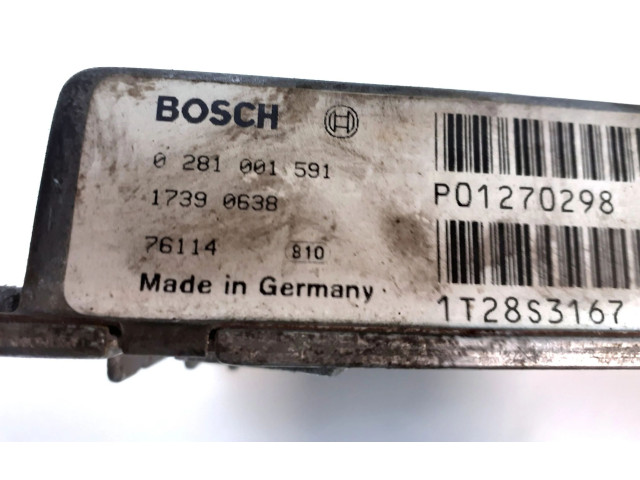 BOSCH
0 281 001 591
1739 0638
76114 810
Made in Germany
P01270298
1T28S3167